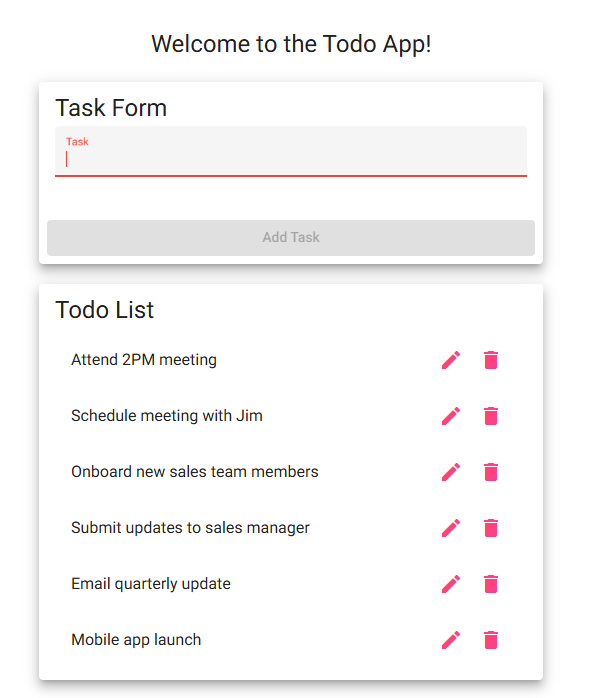 Welcome to the Todo App!
Task Form
Task
Add Task
Todo List
Attend 2PM meeting
Schedule meeting with Jim
Onboard new sales team members
Submit updates to sales manager
Email quarterly update
Mobile app launch